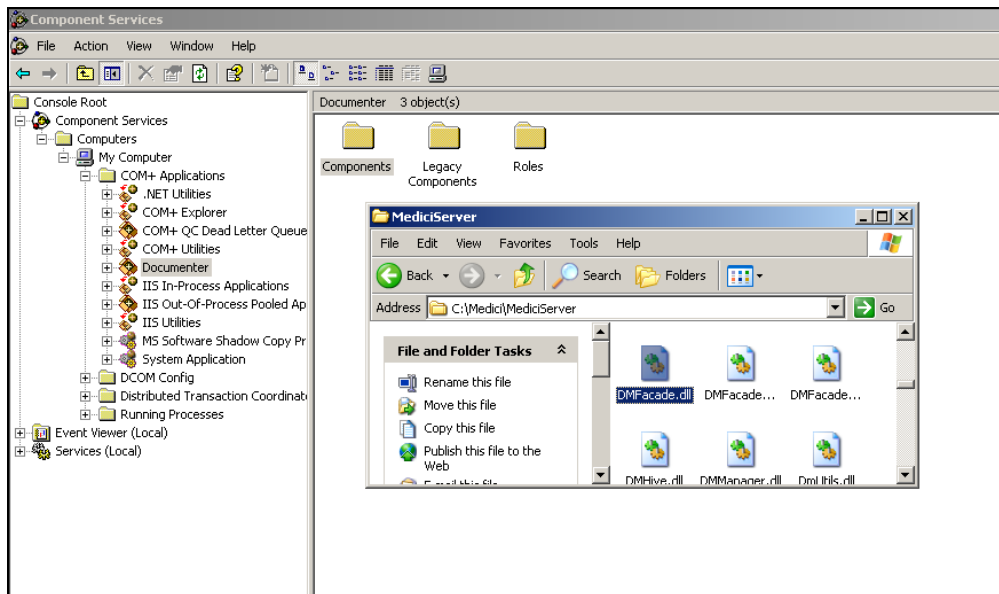 Component Services
File Action View Window Help
Console Root
Component Services
Computers
My Computer
COM+ Applications
.NET Utilities
COM+ Explorer
COM+ QC Dead Letter Queue
COM+ Utilities
Documenter
IIS In-Process Applications
IIS Out-Of-Process Pooled Ap
IIS Utilities
MS Software Shadow Copy Pr
System Application
DCOM Config
Distributed Transaction Coordinat
Running Processes
Event Viewer (Local)
Services (Local)
Documenter 3 object(s)
Components
Legacy
Components
Roles
MediciServer
File Edit View Favorites Tools Help
Back Search Folders
Address C:\Medici\MediciServer Go
File and Folder Tasks
Rename this file
Move this file
Copy this file
Publish this file to the
Web
E-mail this file
DMFacade.dll DMFacade... DMFacade...
DMHive.dll DMManager.dll DmUtils.dll